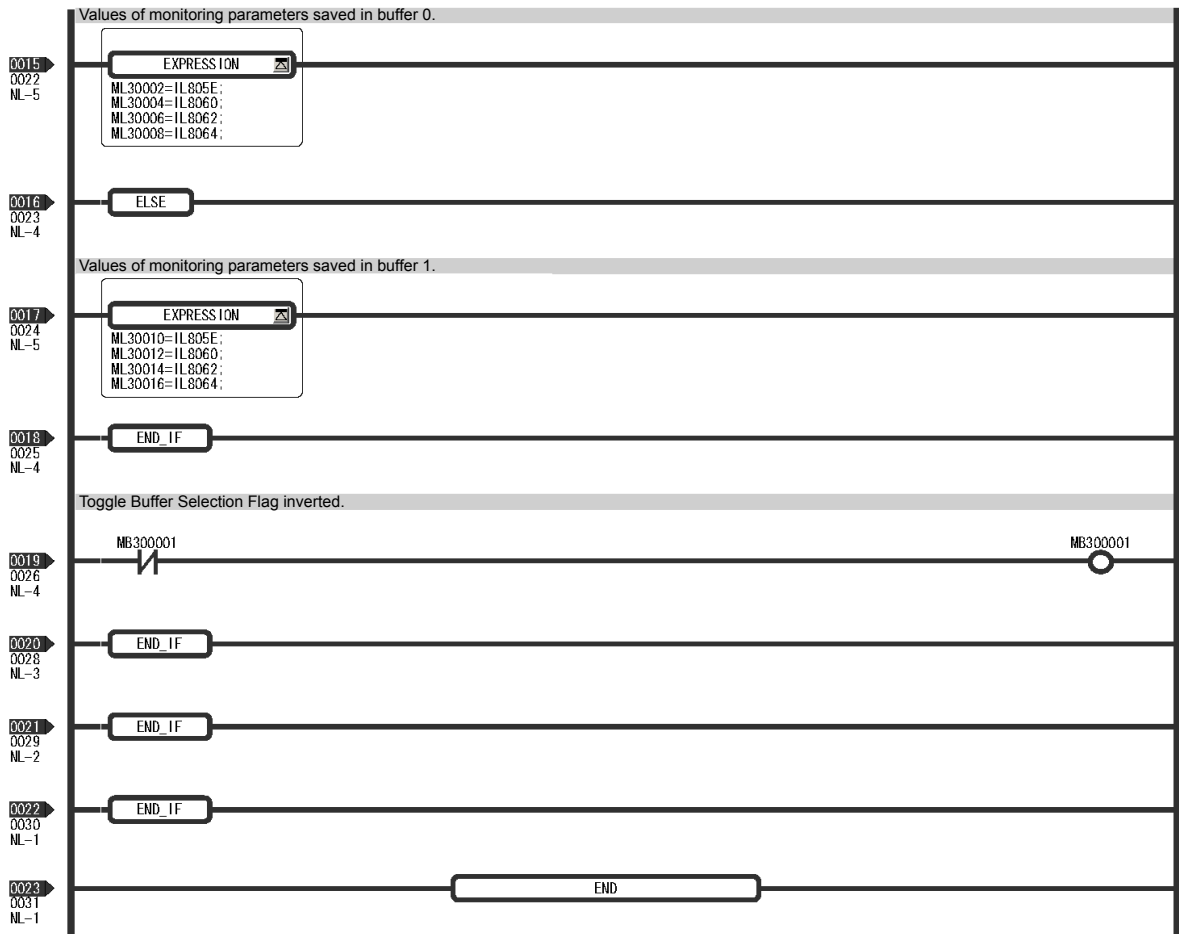 Values of monitoring parameters saved in buffer 0.
0015
0022
NL-5
EXPRESSION
ML30002=IL805E;
ML30004=IL8060;
ML30006=IL8062;
ML30008=IL8064;
0016
0023
NL-4
ELSE
Values of monitoring parameters saved in buffer 1.
0017
0024
NL-5
EXPRESSION
ML30010=IL805E;
ML30012=IL8060;
ML30014=IL8062;
ML30016=IL8064;
0018
0025
NL-4
END_IF
Toggle Buffer Selection Flag inverted.
MB300001 MB300001
0019
0026
NL-4
0020
0028
NL-3
END_IF
0021
0029
NL-2
END_IF
0022
0030
NL-1
END_IF
0023
0031
NL-1
END